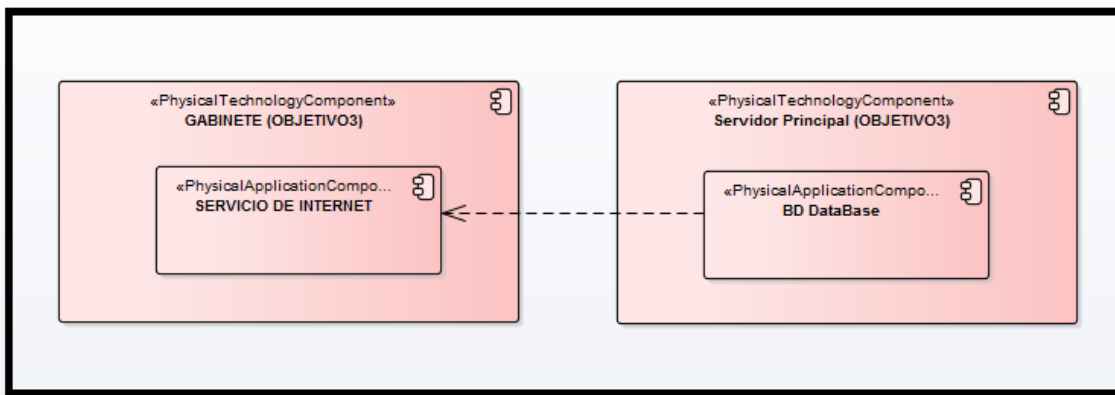 «PhysicalTechnologyComponent»
GABINETE (OBJETIVO3)
«PhysicalApplicationCompo...
SERVICIO DE INTERNET
«PhysicalTechnologyComponent»
Servidor Principal (OBJETIVO3)
«PhysicalApplicationCompo...
BD DataBase